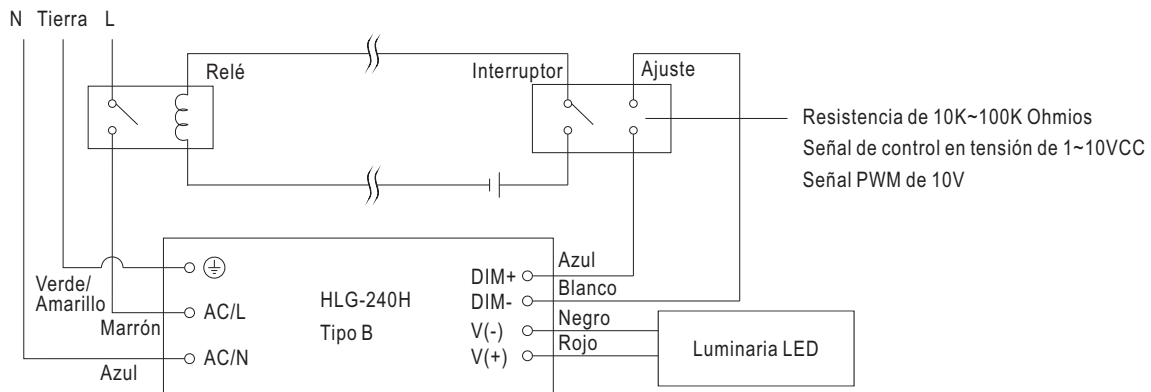 N Tierra L
Relé
Interruptor
Ajuste
Resistencia de 10K~100K Ohmios
Señal de control en tensión de 1~10VCC
Señal PWM de 10V
Verde/
Amarillo
Marrón
Azul
AC/L
AC/N
HLG-240H
Tipo B
DIM+
DIM-
V(-)
V(+)
Azul
Blanco
Negro
Rojo
Luminaria LED